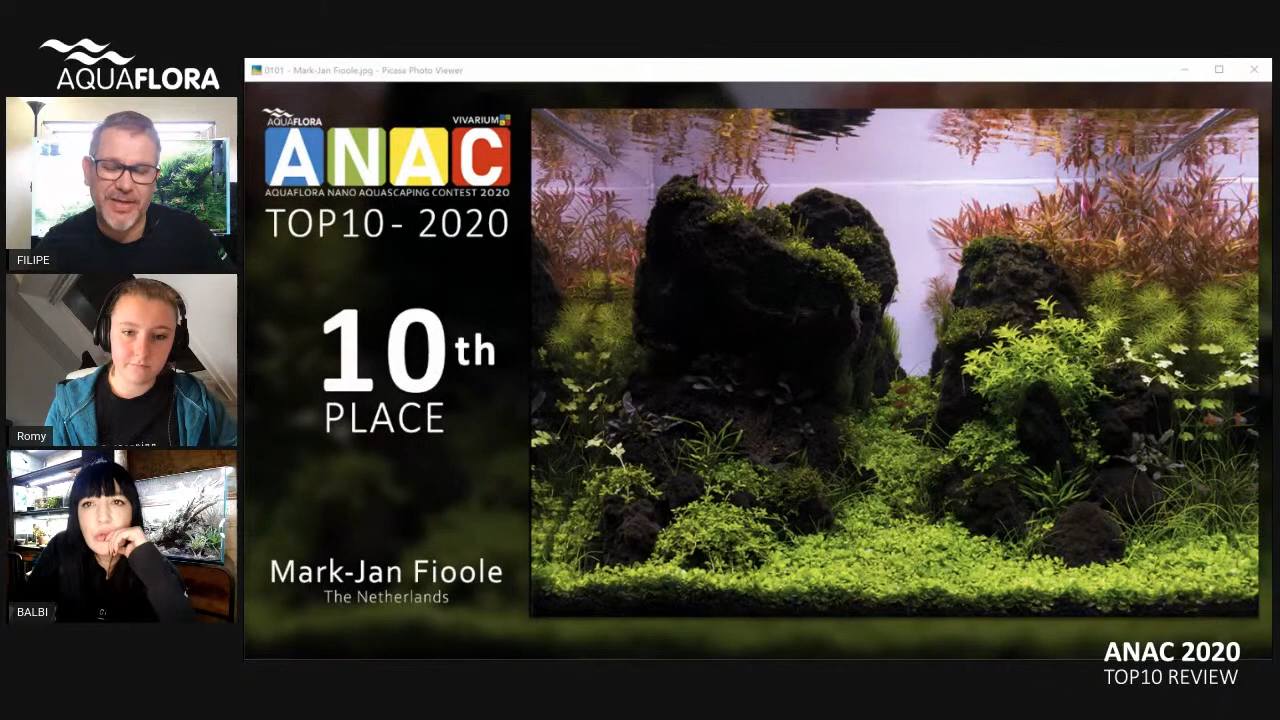 AQUAFLORA
FILIPE
Romy
BALBI
0101 - Mark-Jan Fioole.jpg - Picasa Photo Viewer
AQUAFLORA
VIVARIUM
ANAC
AQUAFLORA NANO AQUASCAPING CONTEST 2020
TOP10 - 2020
10th
PLACE
Mark-Jan Fioole
The Netherlands
ANAC 2020
TOP10 REVIEW